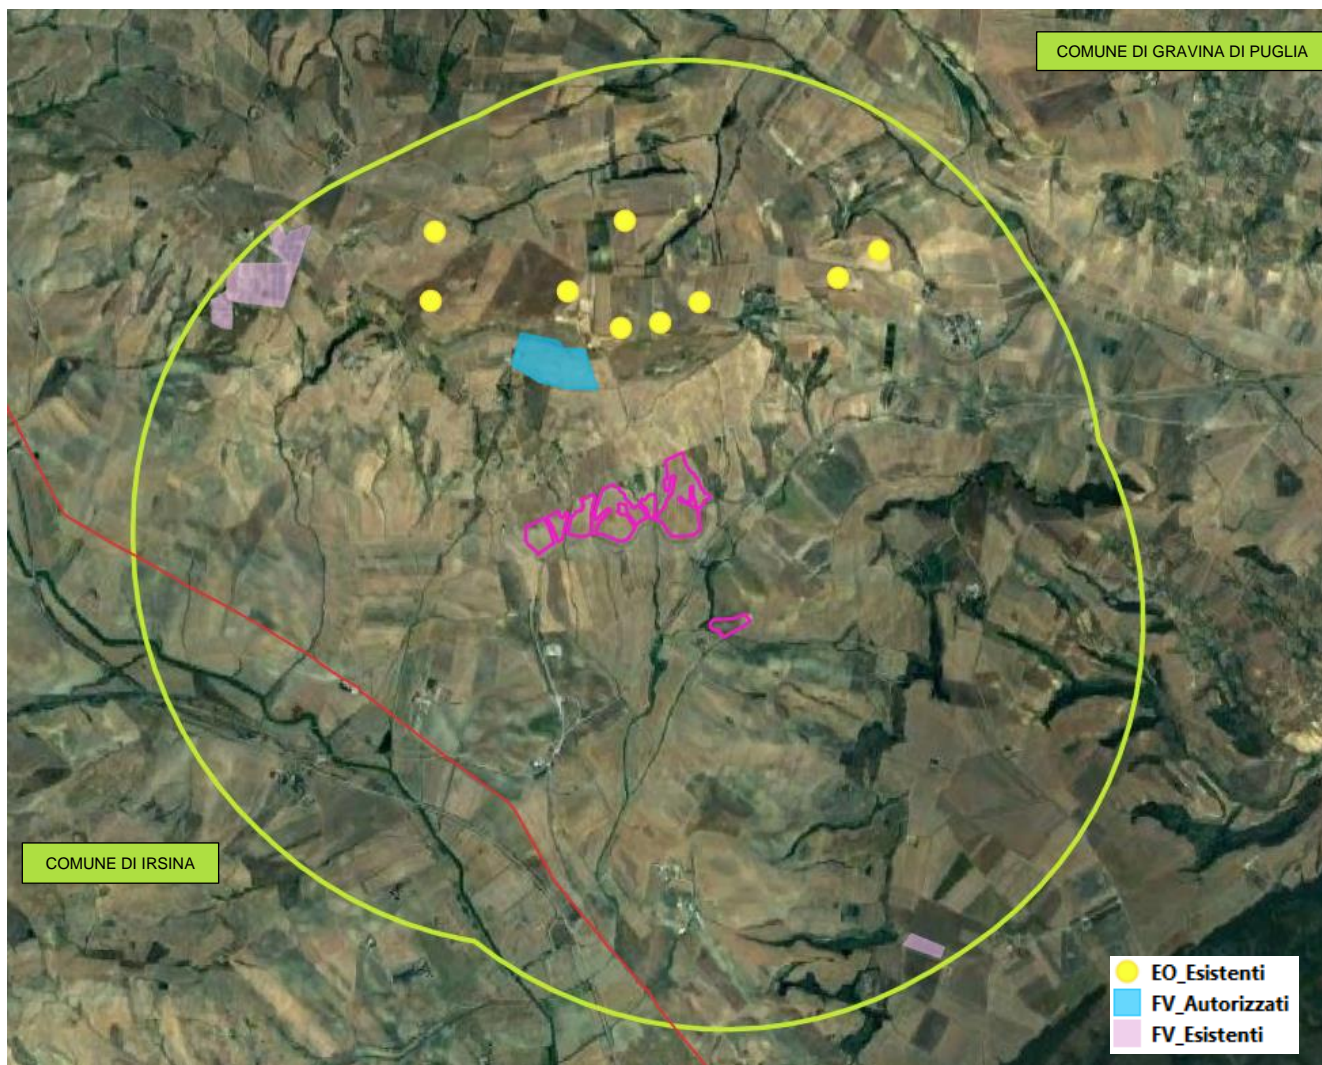 COMUNE DI GRAVINA DI PUGLIA
COMUNE DI IRSINA
EO_Esistenti
FV_Autorizzati
FV_Esistenti